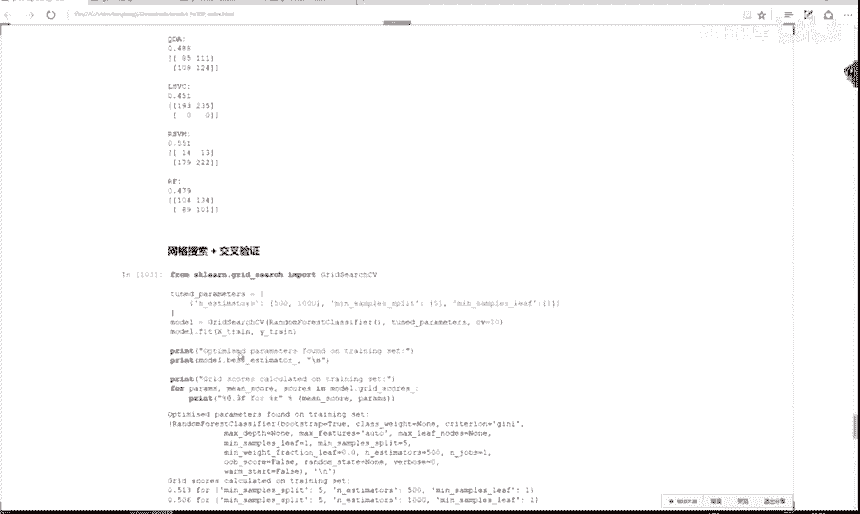 QDA:
0.488
[[ 85 111]
[109 124]]
LSVC:
0.451
[[193 235]
[  0   0]]
RSVM:
0.551
[[ 14  13]
[179 222]]
RF:
0.479
[[104 134]
[ 89 101]]
网格搜索 + 交叉验证
In [103]: from sklearn.grid_search import GridSearchCV
tuned_parameters = [
{'n_estimators': [500, 1000], 'min_samples_split': [5], 'min_samples_leaf':[1]}
]
model = GridSearchCV(RandomForestClassifier(), tuned_parameters, cv=10)
model.fit(X_train, y_train)
print("Optimised parameters found on training set:")
print(model.best_estimator_, "\n")
print("Grid scores calculated on training set:")
for params, mean_score, scores in model.grid_scores_:
print("%0.3f for %r" % (mean_score, params))
Optimised parameters found on training set:
(RandomForestClassifier(bootstrap=True, class_weight=None, criterion='gini',
max_depth=None, max_features='auto', max_leaf_nodes=None,
min_samples_leaf=1, min_samples_split=5,
min_weight_fraction_leaf=0.0, n_estimators=500, n_jobs=1,
oob_score=False, random_state=None, verbose=0,
warm_start=False), '\n')
Grid scores calculated on training set:
0.513 for {'min_samples_split': 5, 'n_estimators': 500, 'min_samples_leaf': 1}
0.506 for {'min_samples_split': 5, 'n_estimators': 1000, 'min_samples_leaf': 1}